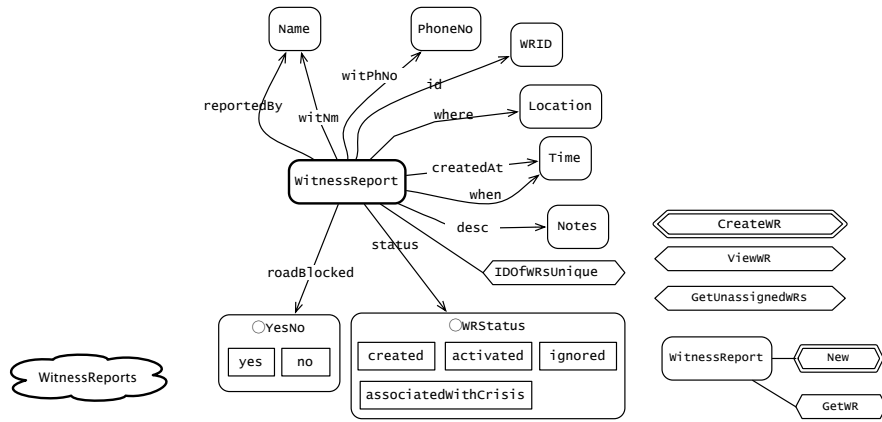 Name
PhoneNo
WRID
witPhNo
id
reportedBy
witNm
where
Location
createdAt
Time
WitnessReport
when
desc
Notes
CreateWR
status
ViewWR
roadBlocked
IDOfWRsUnique
GetUnassignedWRs
YesNo
WRStatus
yes
no
created
activated
ignored
WitnessReport
New
WitnessReports
associatedWithCrisis
GetWR